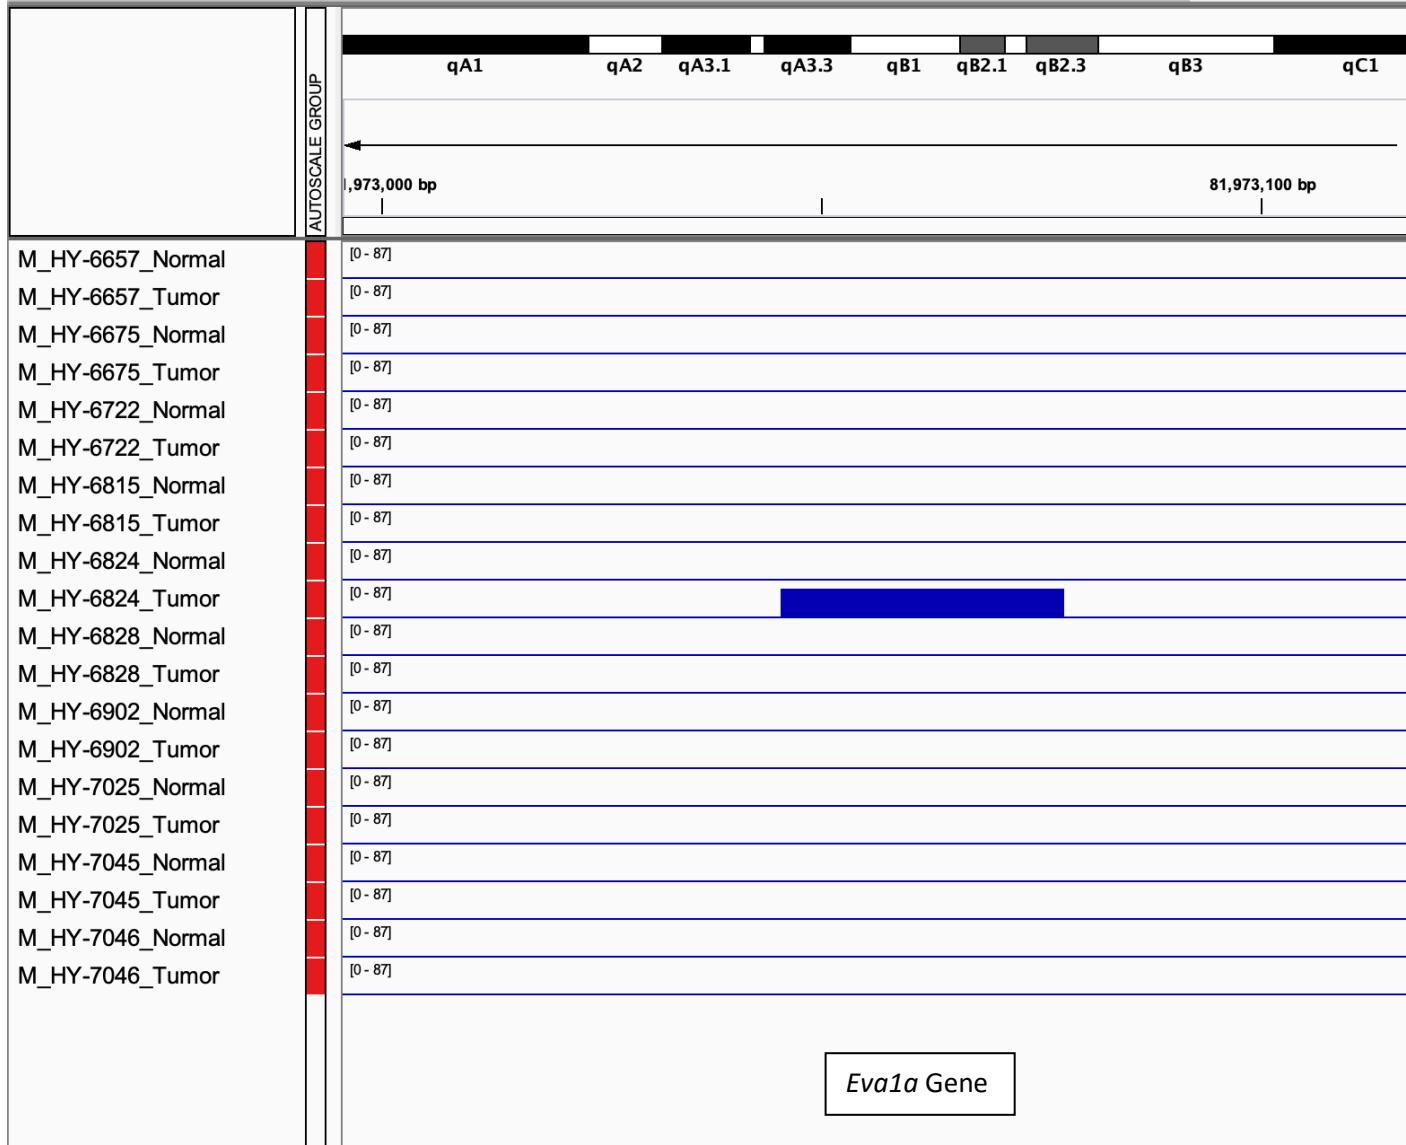 AUTOSCALE GROUP
qA1 qA2 qA3.1 qA3.3 qB1 qB2.1 qB2.3 qB3 qC1
1,973,000 bp 81,973,100 bp
M_HY-6657_Normal [0 - 87]
M_HY-6657_Tumor [0 - 87]
M_HY-6675_Normal [0 - 87]
M_HY-6675_Tumor [0 - 87]
M_HY-6722_Normal [0 - 87]
M_HY-6722_Tumor [0 - 87]
M_HY-6815_Normal [0 - 87]
M_HY-6815_Tumor [0 - 87]
M_HY-6824_Normal [0 - 87]
M_HY-6824_Tumor [0 - 87]
M_HY-6828_Normal [0 - 87]
M_HY-6828_Tumor [0 - 87]
M_HY-6902_Normal [0 - 87]
M_HY-6902_Tumor [0 - 87]
M_HY-7025_Normal [0 - 87]
M_HY-7025_Tumor [0 - 87]
M_HY-7045_Normal [0 - 87]
M_HY-7045_Tumor [0 - 87]
M_HY-7046_Normal [0 - 87]
M_HY-7046_Tumor [0 - 87]
Eva1a Gene